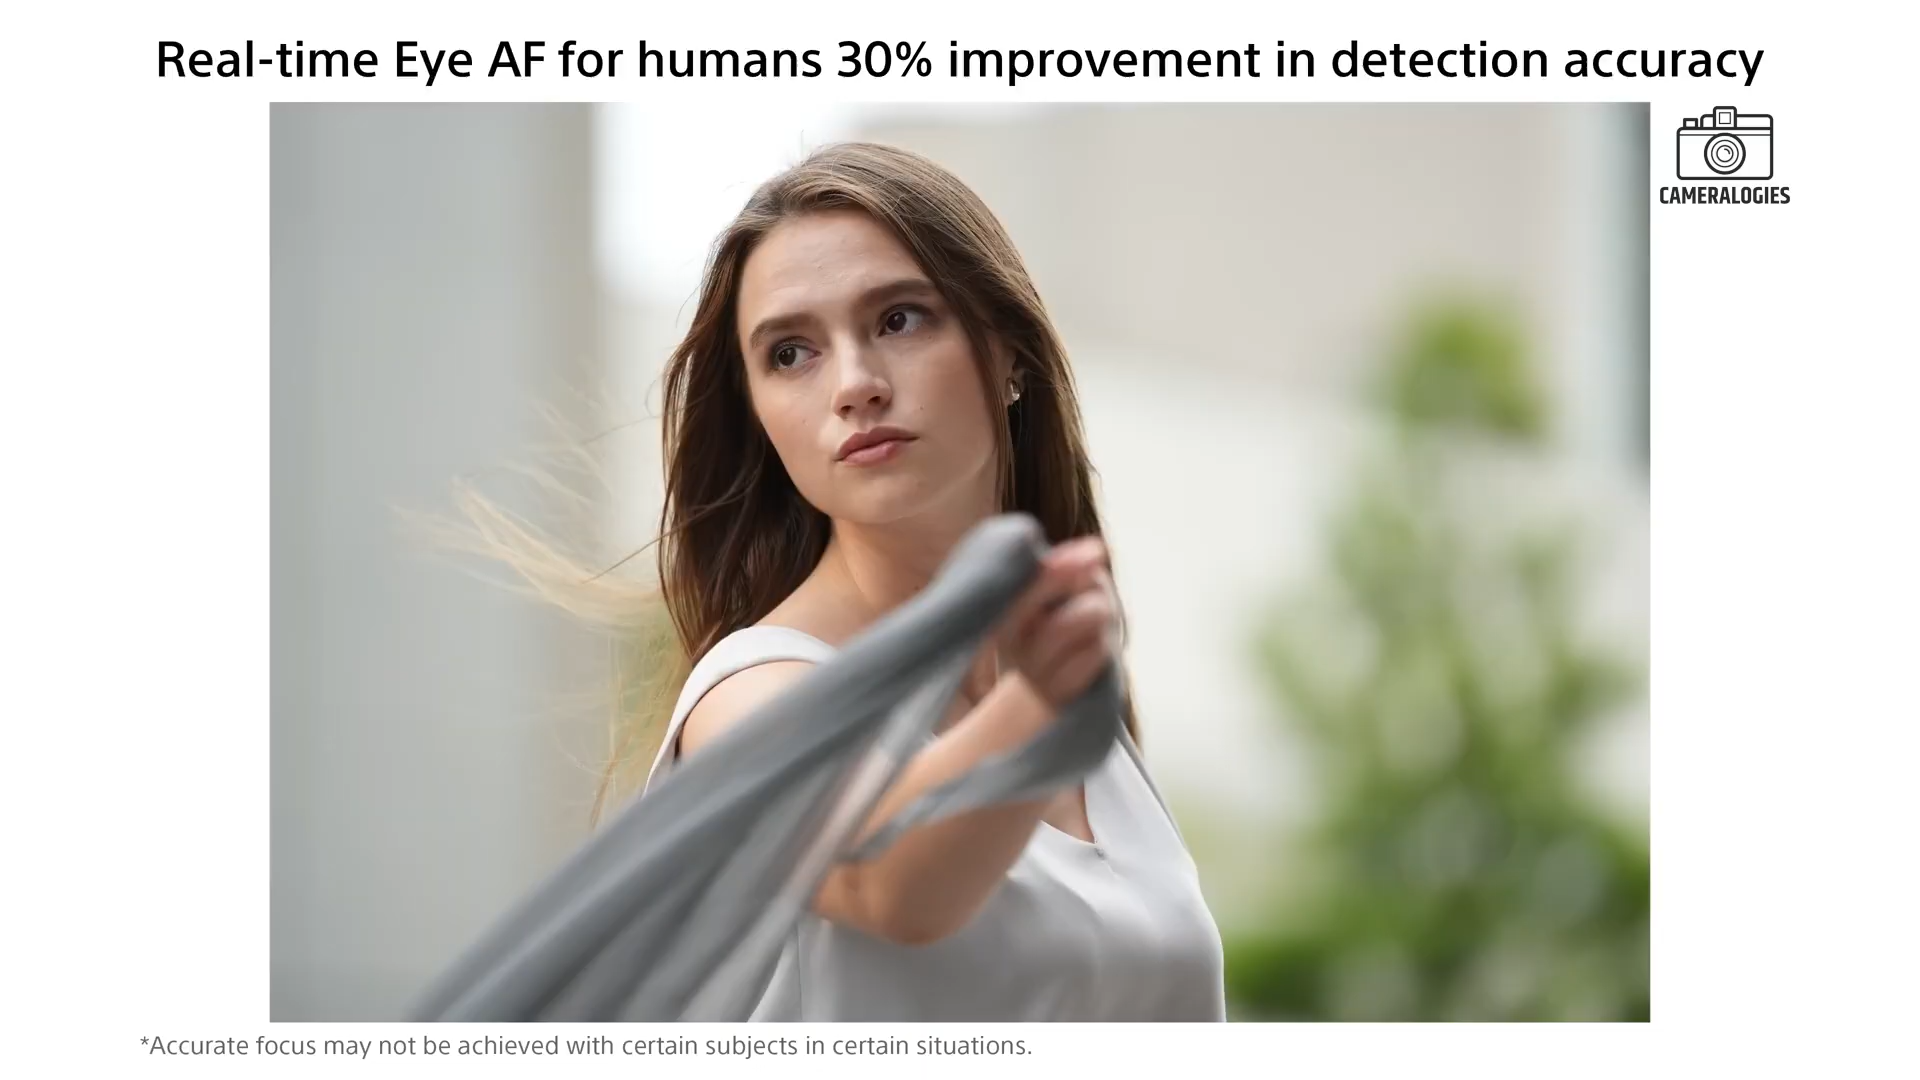 Real-time Eye AF for humans 30% improvement in detection accuracy
CAMERALOGIES
*Accurate focus may not be achieved with certain subjects in certain situations.